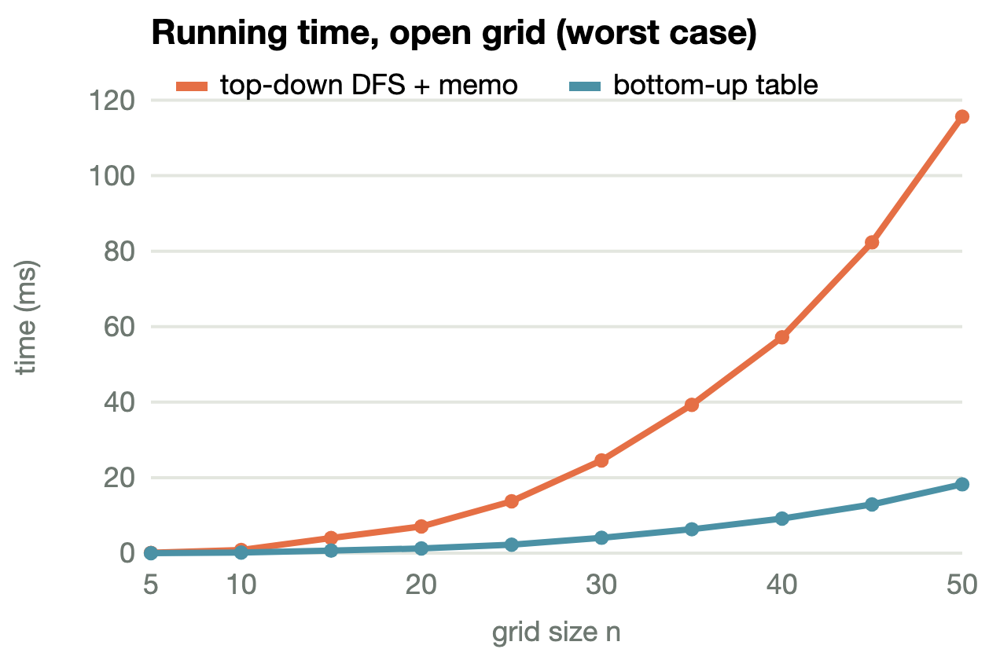 Running time, open grid (worst case)
top-down DFS + memo bottom-up table
120
100
80
60
40
20
0
time (ms)
5 10 20 30 40 50
grid size n